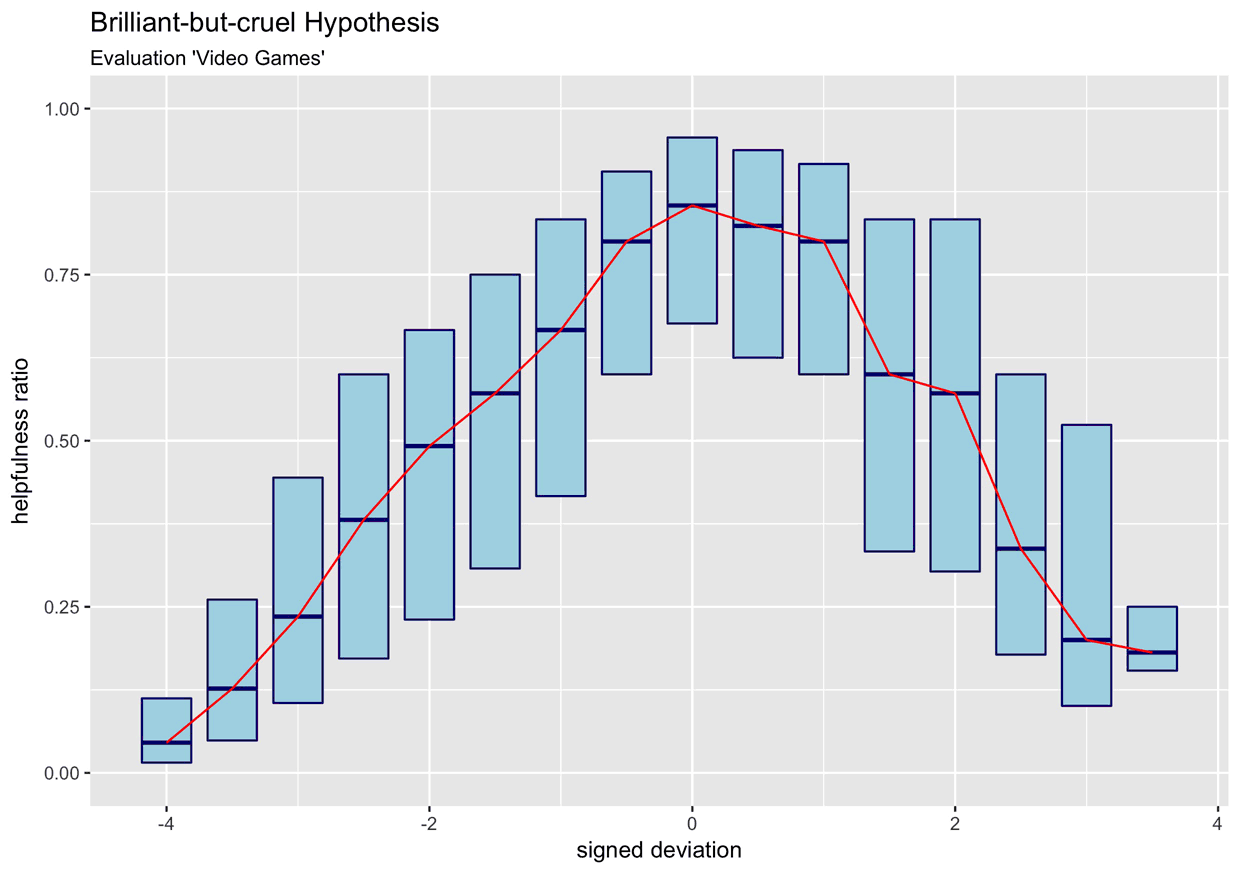 Brilliant-but-cruel Hypothesis
Evaluation 'Video Games'
1.00
0.75
0.50
0.25
0.00
helpfulness ratio
-4
-2
0
2
4
signed deviation